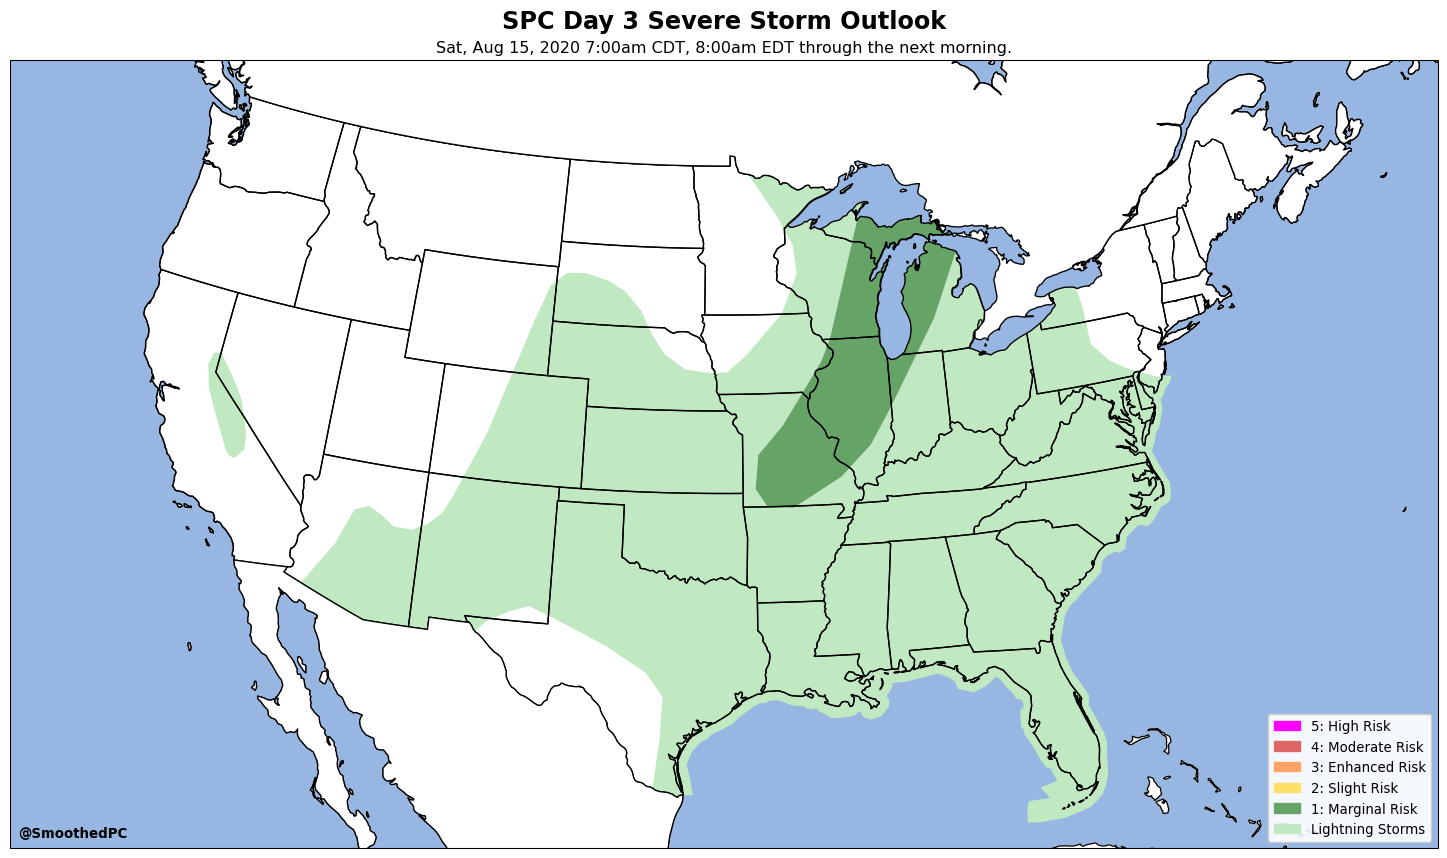 SPC Day 3 Severe Storm Outlook
Sat, Aug 15, 2020 7:00am CDT, 8:00am EDT through the next morning.
5: High Risk
4: Moderate Risk
3: Enhanced Risk
2: Slight Risk
1: Marginal Risk
Lightning Storms
@SmoothedPC